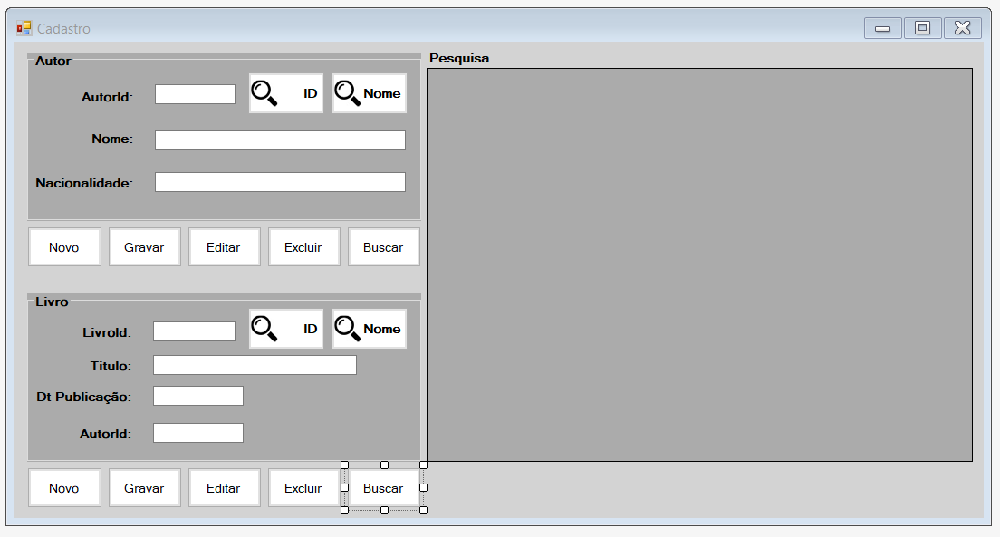 Cadastro
Autor
AutorId:
ID
Nome
Nome:
Nacionalidade:
Novo
Gravar
Editar
Excluir
Buscar
Livro
LivroId:
ID
Nome
Titulo:
Dt Publicação:
AutorId:
Novo
Gravar
Editar
Excluir
Buscar
Pesquisa